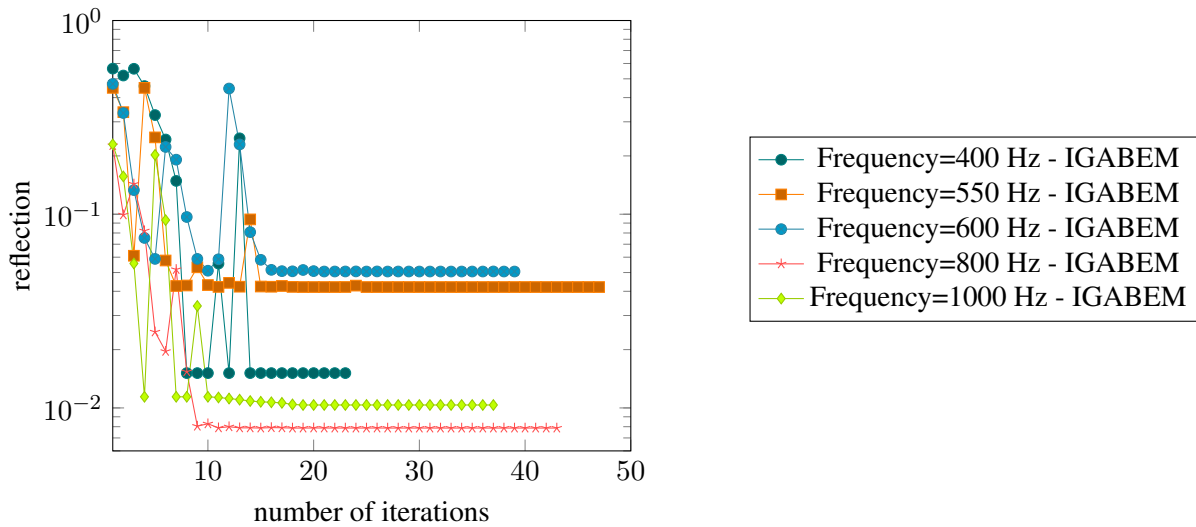 10^0
10^{-1}
10^{-2}
reflection
10
20
30
40
50
number of iterations
Frequency=400 Hz - IGABEM
Frequency=550 Hz - IGABEM
Frequency=600 Hz - IGABEM
Frequency=800 Hz - IGABEM
Frequency=1000 Hz - IGABEM